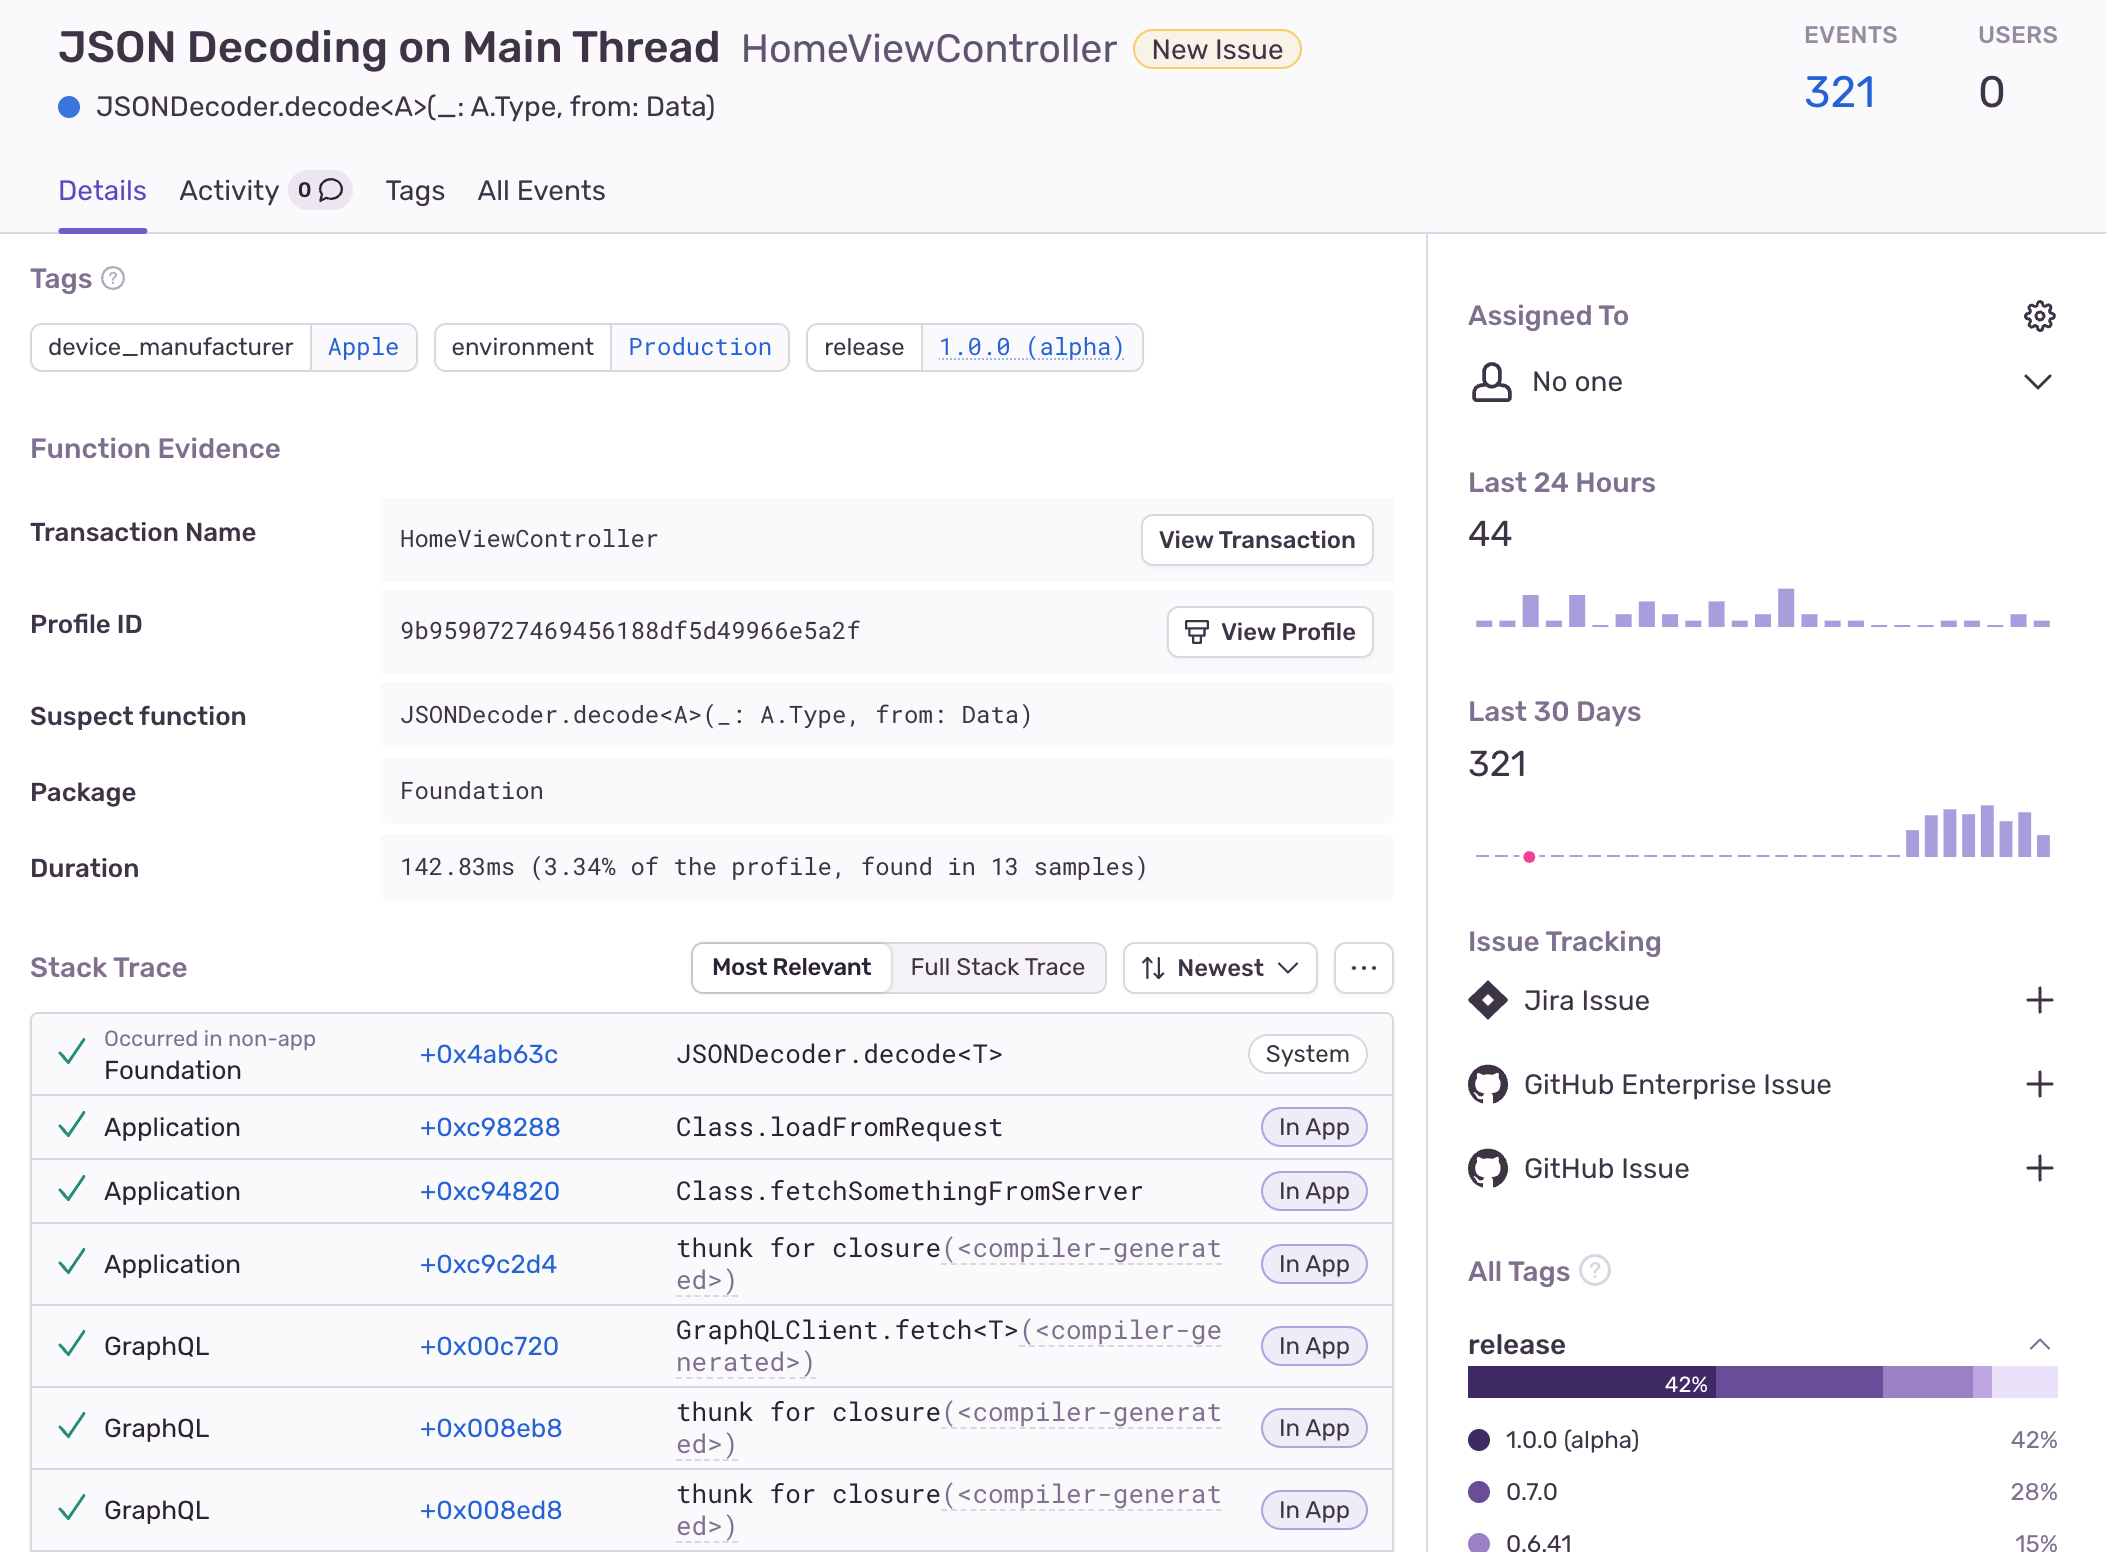 JSON Decoding on Main Thread HomeViewController New Issue
JSONDecoder.decode<A>(_: A.Type, from: Data)
EVENTS
321
USERS
0
Details Activity 0 Tags All Events
Tags ?
device_manufacturer Apple environment Production release 1.0.0 (alpha)
Function Evidence
Transaction Name HomeViewController View Transaction
Profile ID 9b9590727469456188df5d49966e5a2f View Profile
Suspect function JSONDecoder.decode<A>(_: A.Type, from: Data)
Package Foundation
Duration 142.83ms (3.34% of the profile, found in 13 samples)
Stack Trace Most Relevant Full Stack Trace Newest ...
Occurred in non-app
Foundation +0x4ab63c JSONDecoder.decode<T> System
Application +0xc98288 Class.loadFromRequest In App
Application +0xc94820 Class.fetchSomethingFromServer In App
Application +0xc9c2d4 thunk for closure(<compiler-generat
ed>) In App
GraphQL +0x00c720 GraphQLClient.fetch<T>(<compiler-ge
nerated>) In App
GraphQL +0x008eb8 thunk for closure(<compiler-generat
ed>) In App
GraphQL +0x008ed8 thunk for closure(<compiler-generat
ed>) In App
Assigned To
No one
Last 24 Hours
44
Last 30 Days
321
Issue Tracking
Jira Issue
GitHub Enterprise Issue
GitHub Issue
All Tags ?
release
42%
1.0.0 (alpha) 42%
0.7.0 28%
0.6.41 15%